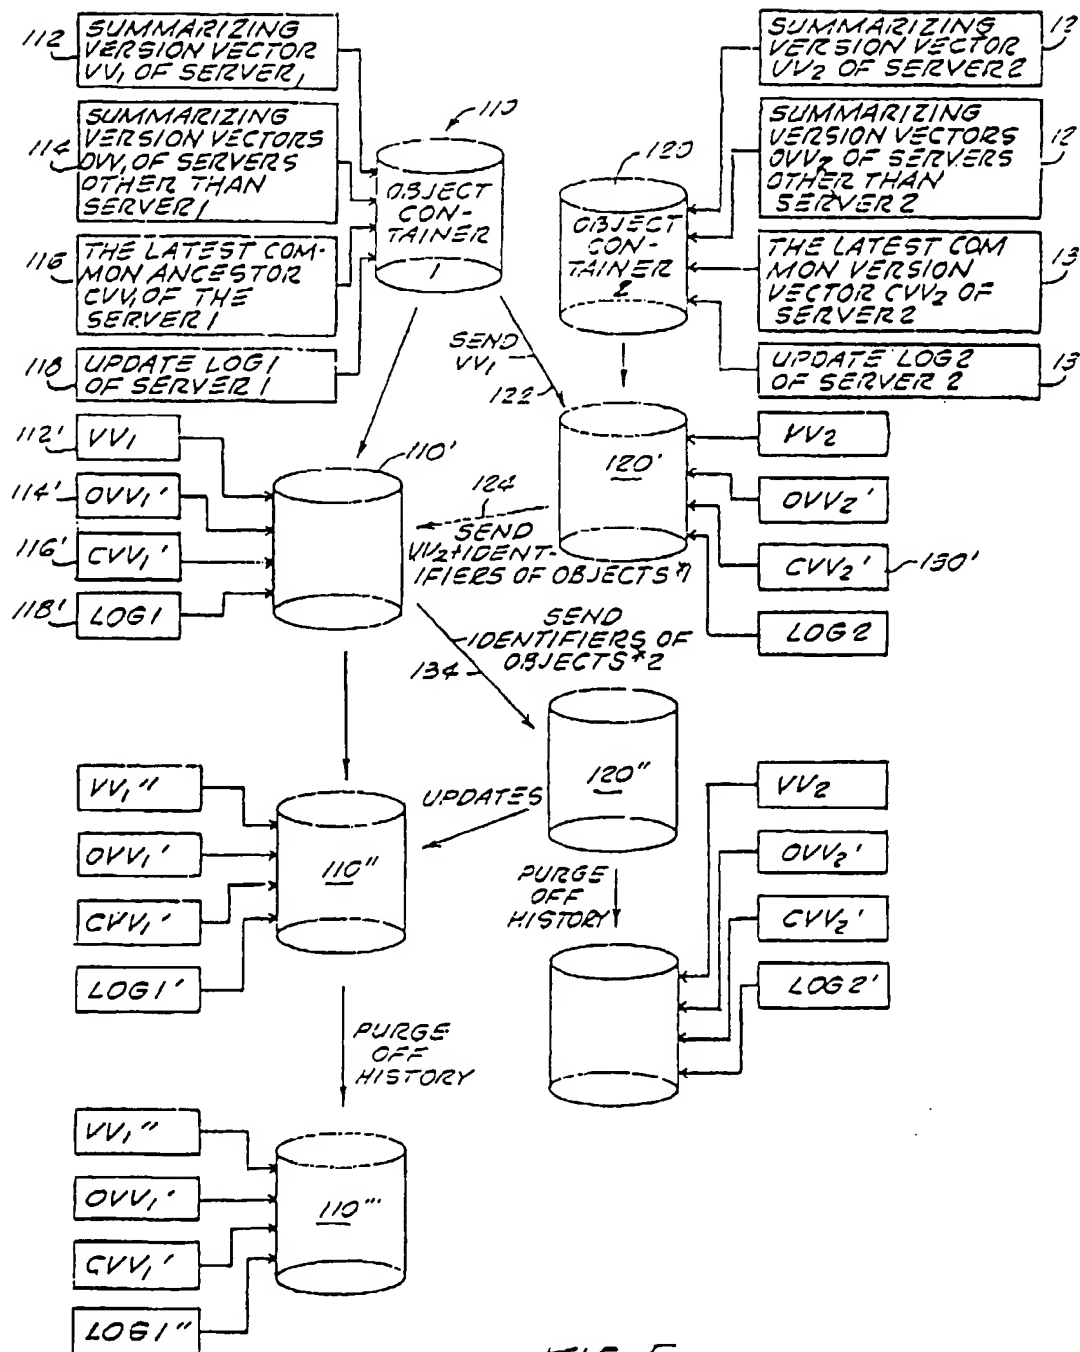 112
SUMMARIZING
VERSION VECTOR
VV1 OF SERVER1
114
SUMMARIZING
VERSION VECTORS
OVV1 OF SERVERS
OTHER THAN
SERVER1
116
THE LATEST COM-
MON ANCESTOR
CVV1 OF THE
SERVER1
118
UPDATE LOG1
OF SERVER 1
110
OBJECT
CON-
TAINER
1
120
OBJECT
CON-
TAINER
2
SUMMARIZING
VERSION VECTOR
VV2 OF SERVER2
12
SUMMARIZING
VERSION VECTORS
OVV2 OF SERVERS
OTHER THAN
SERVER 2
12
THE LATEST COM
MON VERSION
VECTOR CVV2 OF
SERVER2
13
UPDATE LOG2
OF SERVER 2
13
SEND
VV1
122
112'
VV1
114'
OVV1'
116'
CVV1'
118'
LOG1
110'
120'
VV2
OVV2'
CVV2'
130'
LOG2
124
SEND
VV2+IDENT-
IFIERS OF OBJECTS*1
SEND
IDENTIFIERS OF
OBJECTS*2
134
VV1"
OVV1'
CVV1'
LOG1'
110"
UPDATES
120"
PURGE
OFF
HISTORY
VV2
OVV2'
CVV2'
LOG2'
PURGE
OFF
HISTORY
VV1"
OVV1'
CVV1'
LOG1"
110'''